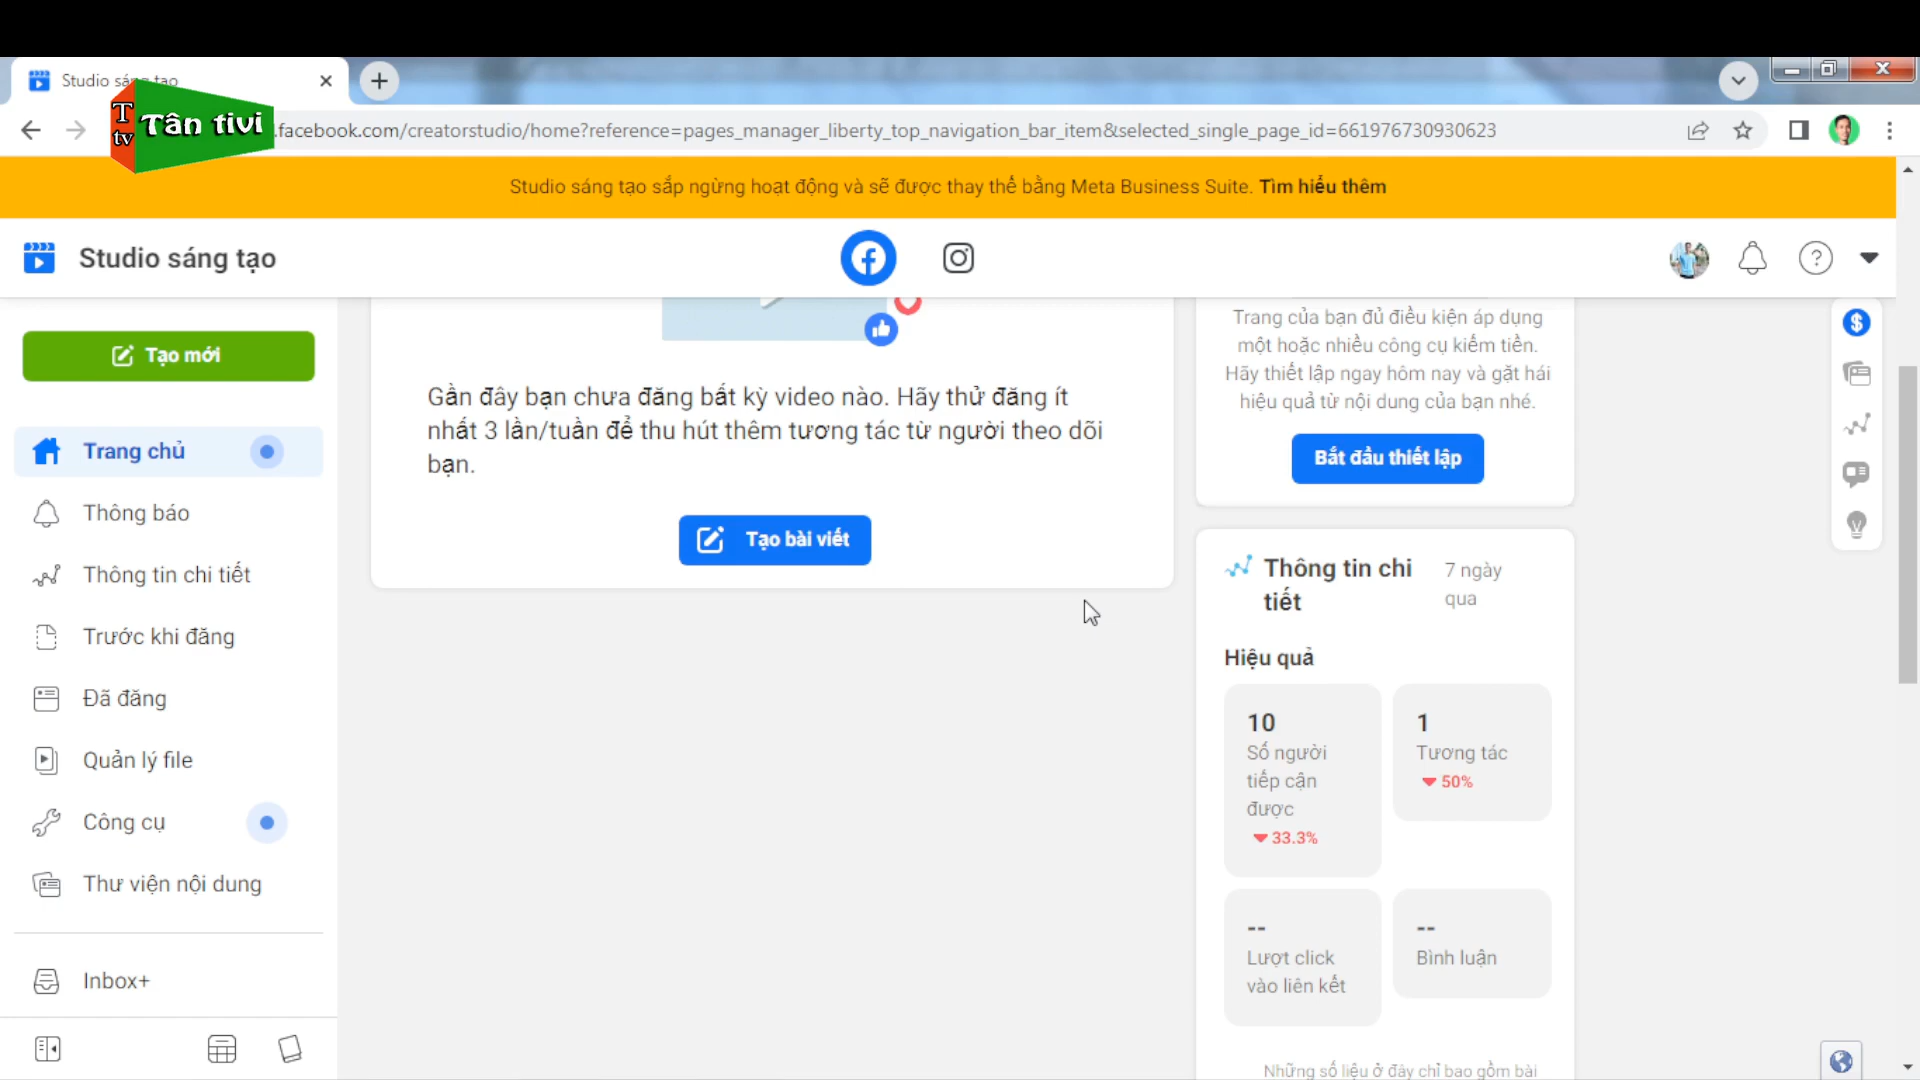 Studio sáng tạo
T
tv
Tân tivi
.facebook.com/creatorstudio/home?reference=pages_manager_liberty_top_navigation_bar_item&selected_single_page_id=661976730930623
Studio sáng tạo sắp ngừng hoạt động và sẽ được thay thế bằng Meta Business Suite. Tìm hiểu thêm
Studio sáng tạo
Tạo mới
Trang chủ
Thông báo
Thông tin chi tiết
Trước khi đăng
Đã đăng
Quản lý file
Công cụ
Thư viện nội dung
Inbox+
Gần đây bạn chưa đăng bất kỳ video nào. Hãy thử đăng ít
nhất 3 lần/tuần để thu hút thêm tương tác từ người theo dõi
bạn.
Tạo bài viết
Trang của bạn đủ điều kiện áp dụng
một hoặc nhiều công cụ kiếm tiền.
Hãy thiết lập ngay hôm nay và gặt hái
hiệu quả từ nội dung của bạn nhé.
Bắt đầu thiết lập
Thông tin chi
tiết
7 ngày
qua
Hiệu quả
10
Số người
tiếp cận
được
33.3%
1
Tương tác
50%
--
Lượt click
vào liên kết
--
Bình luận
Những số liệu ở đây chỉ bao gồm bài